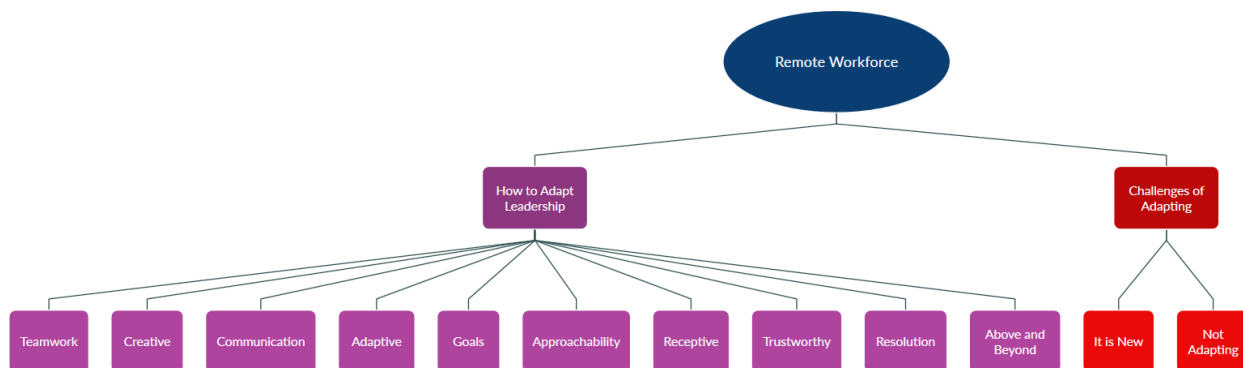 Remote Workforce
How to Adapt
Leadership
Challenges of
Adapting
Teamwork
Creative
Communication
Adaptive
Goals
Approachability
Receptive
Trustworthy
Resolution
Above and
Beyond
It is New
Not
Adapting